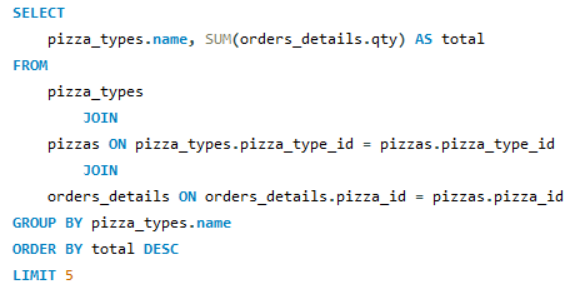 SELECT
pizza_types.name, SUM(orders_details.qty) AS total
FROM
pizza_types
JOIN
pizzas ON pizza_types.pizza_type_id = pizzas.pizza_type_id
JOIN
orders_details ON orders_details.pizza_id = pizzas.pizza_id
GROUP BY pizza_types.name
ORDER BY total DESC
LIMIT 5